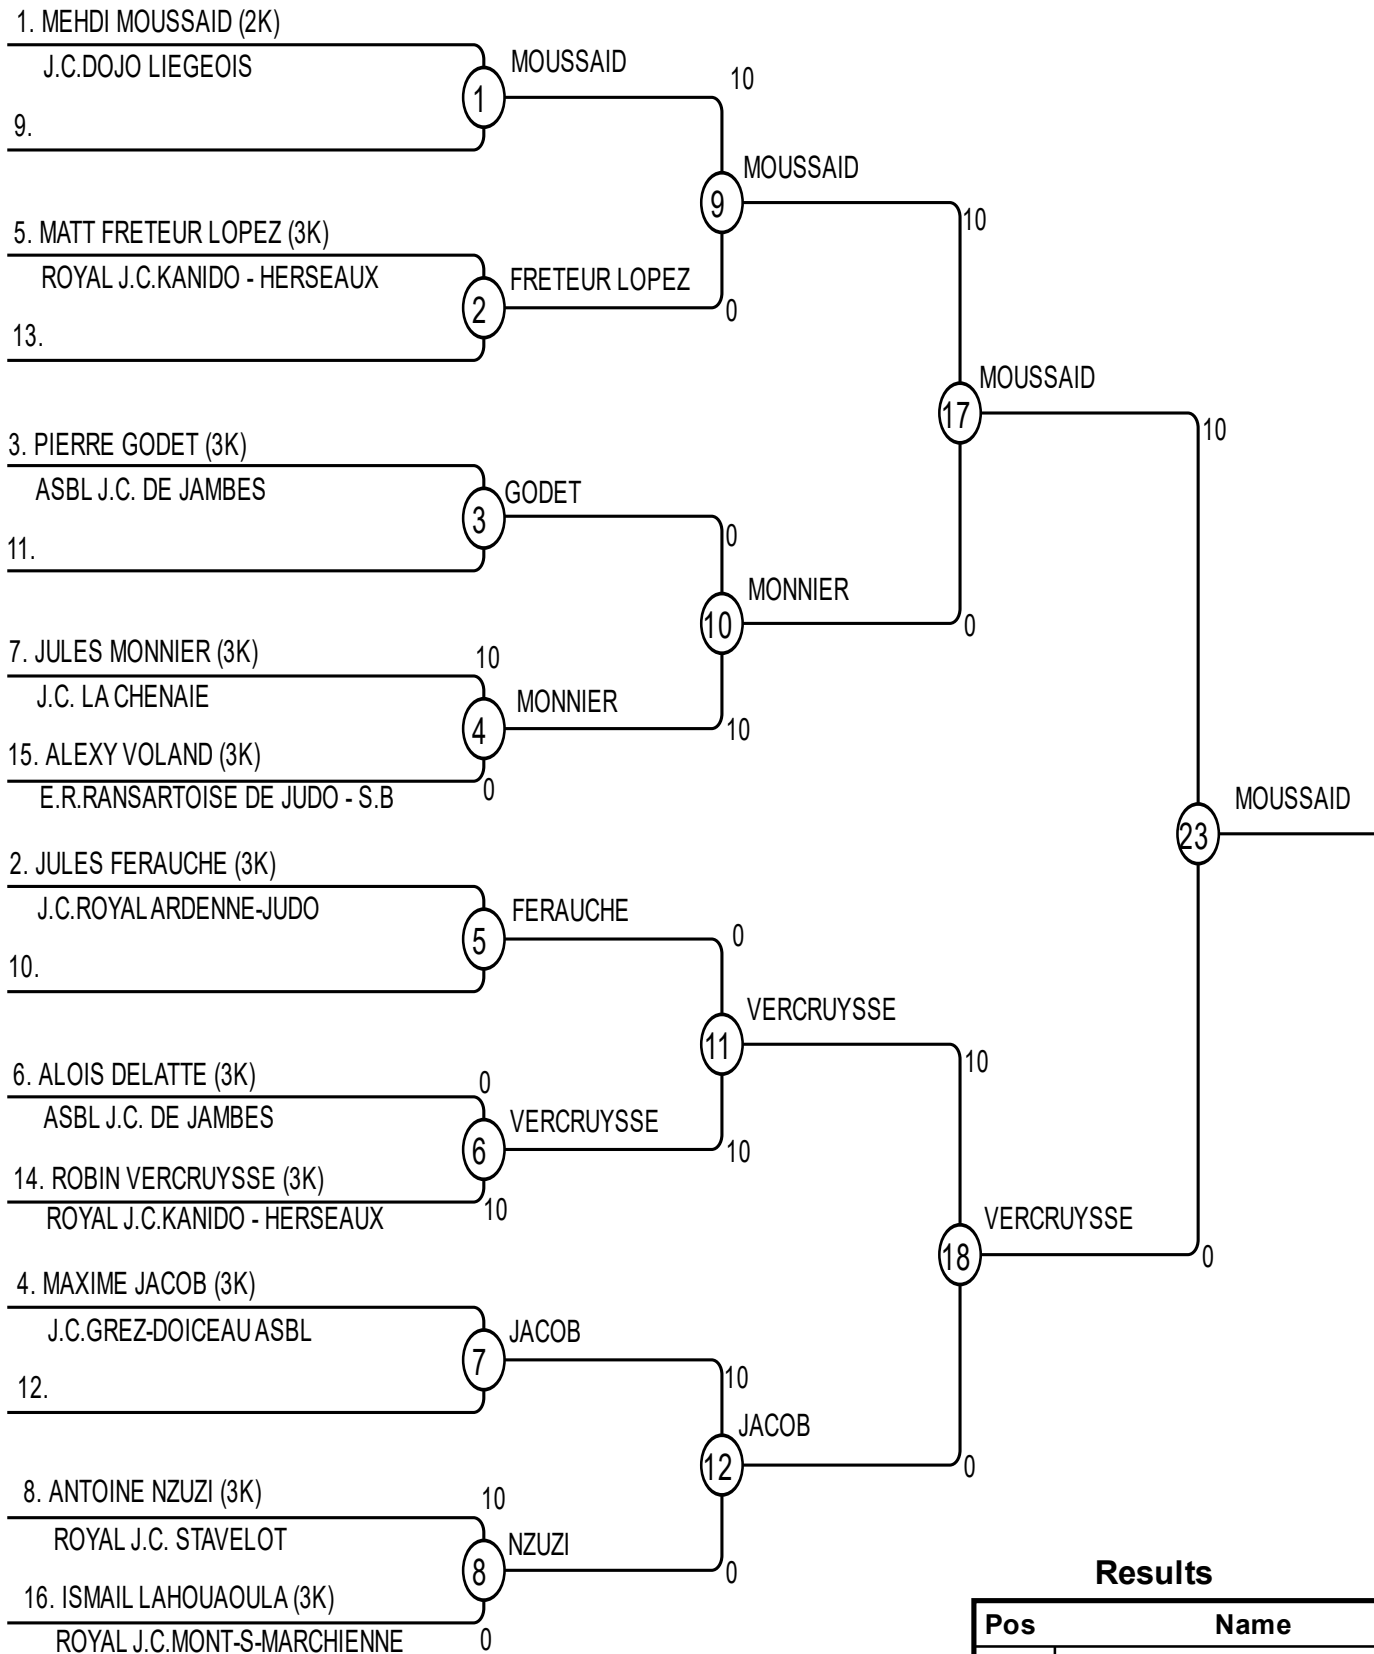 1. MEHDI MOUSSAID (2K)
J.C.DOJO LIEGEOIS
1
MOUSSAID
10
9.
MOUSSAID
9
10
5. MATT FRETEUR LOPEZ (3K)
ROYAL J.C.KANIDO - HERSEAUX
2
FRETEUR LOPEZ
0
13.
MOUSSAID
17
10
3. PIERRE GODET (3K)
ASBL J.C. DE JAMBES
3
GODET
0
11.
MONNIER
10
0
7. JULES MONNIER (3K)
10
J.C. LA CHENAIE
4
MONNIER
10
15. ALEXY VOLAND (3K)
0
E.R.RANSARTOISE DE JUDO - S.B
MOUSSAID
23
2. JULES FERAUCHE (3K)
J.C.ROYAL ARDENNE-JUDO
5
FERAUCHE
0
10.
VERCRUYSSE
11
10
6. ALOIS DELATTE (3K)
0
ASBL J.C. DE JAMBES
6
VERCRUYSSE
10
14. ROBIN VERCRUYSSE (3K)
10
ROYAL J.C.KANIDO - HERSEAUX
VERCRUYSSE
18
0
4. MAXIME JACOB (3K)
J.C.GREZ-DOICEAU ASBL
7
JACOB
10
12.
JACOB
12
0
8. ANTOINE NZUZI (3K)
10
ROYAL J.C. STAVELOT
8
NZUZI
0
16. ISMAIL LAHOUAOULA (3K)
0
ROYAL J.C.MONT-S-MARCHIENNE
Results
Pos Name